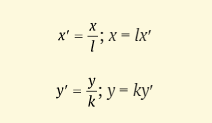 x′ = x/l; x = lx′
y′ = y/k; y = ky′